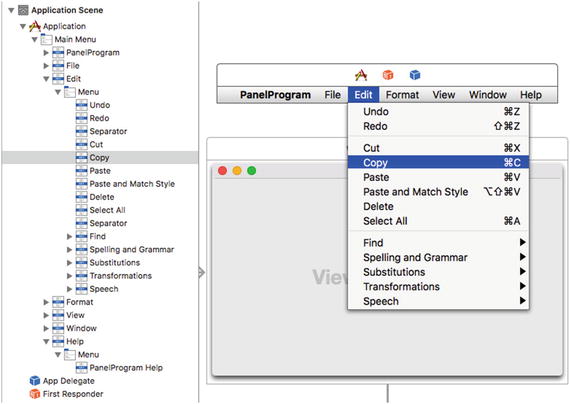 Application Scene
Application
Main Menu
PanelProgram
File
Edit
Menu
Undo
Redo
Separator
Cut
Copy
Paste
Paste and Match Style
Delete
Select All
Separator
Find
Spelling and Grammar
Substitutions
Transformations
Speech
Format
View
Window
Help
Menu
PanelProgram Help
App Delegate
First Responder
PanelProgram File Edit Format View Window Help
Undo ⌘Z
Redo ⇧⌘Z
Cut ⌘X
Copy ⌘C
Paste ⌘V
Paste and Match Style ⌥⇧⌘V
Delete
Select All ⌘A
Find
Spelling and Grammar
Substitutions
Transformations
Speech